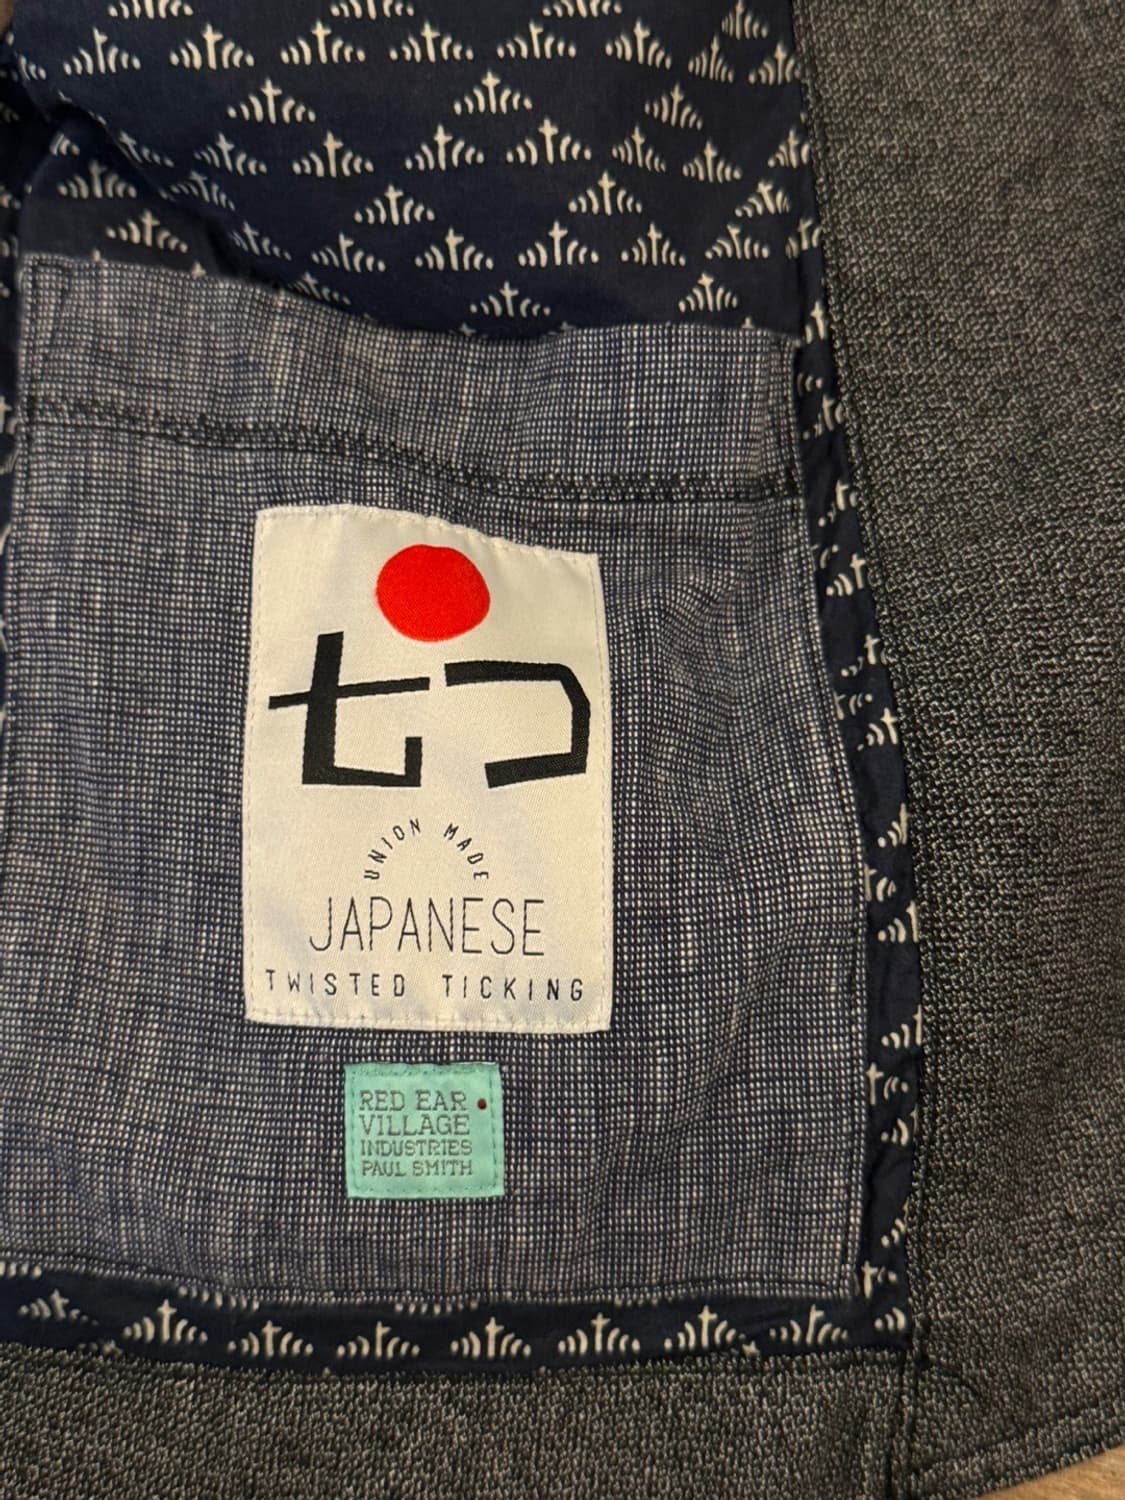 セコ
UNION MADE
JAPANESE
TWISTED TICKING
RED EAR
VILLAGE
INDUSTRIES
PAUL SMITH